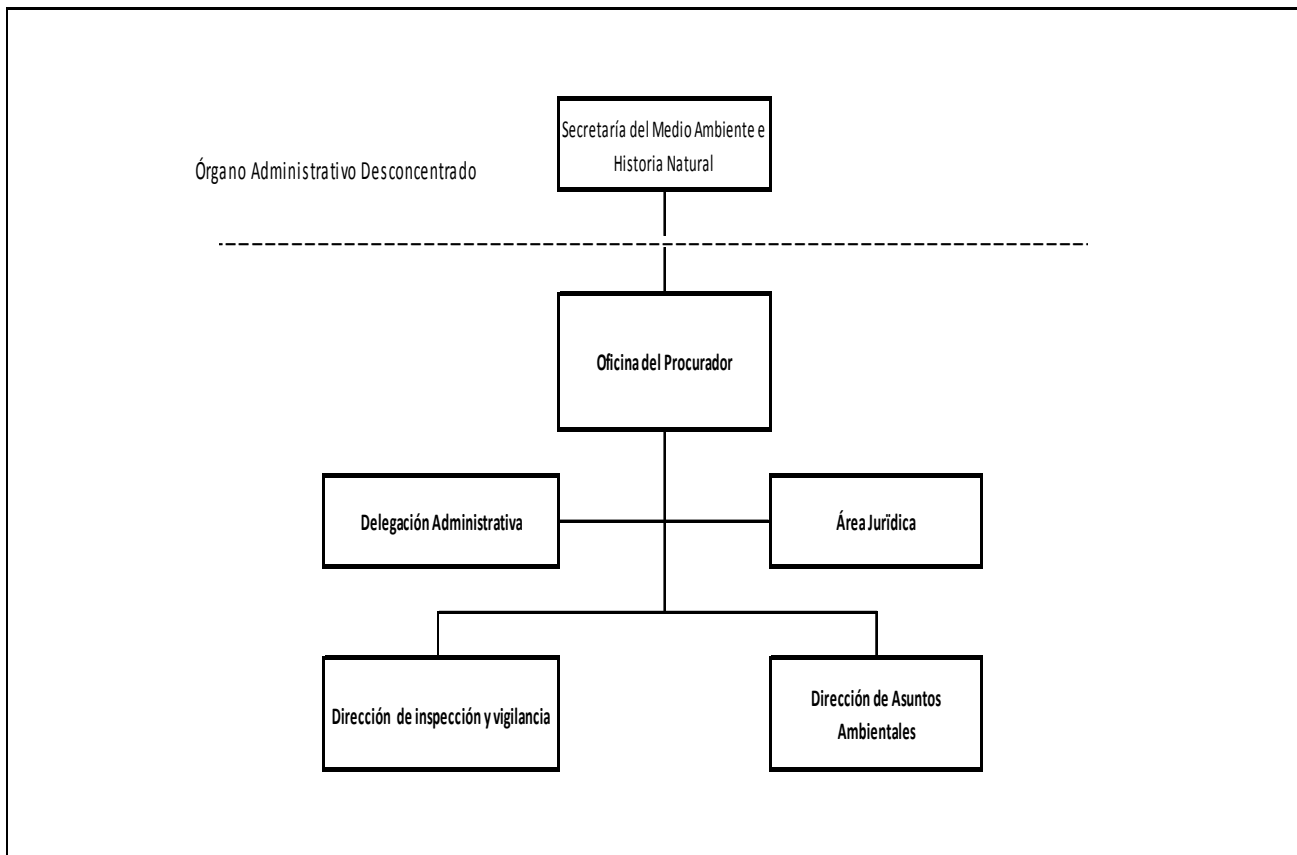 Secretaría del Medio Ambiente e
Historia Natural
Órgano Administrativo Desconcentrado
Oficina del Procurador
Delegación Administrativa
Área Jurïdica
Dirección de inspección y vigilancia
Dirección de Asuntos
Ambientales